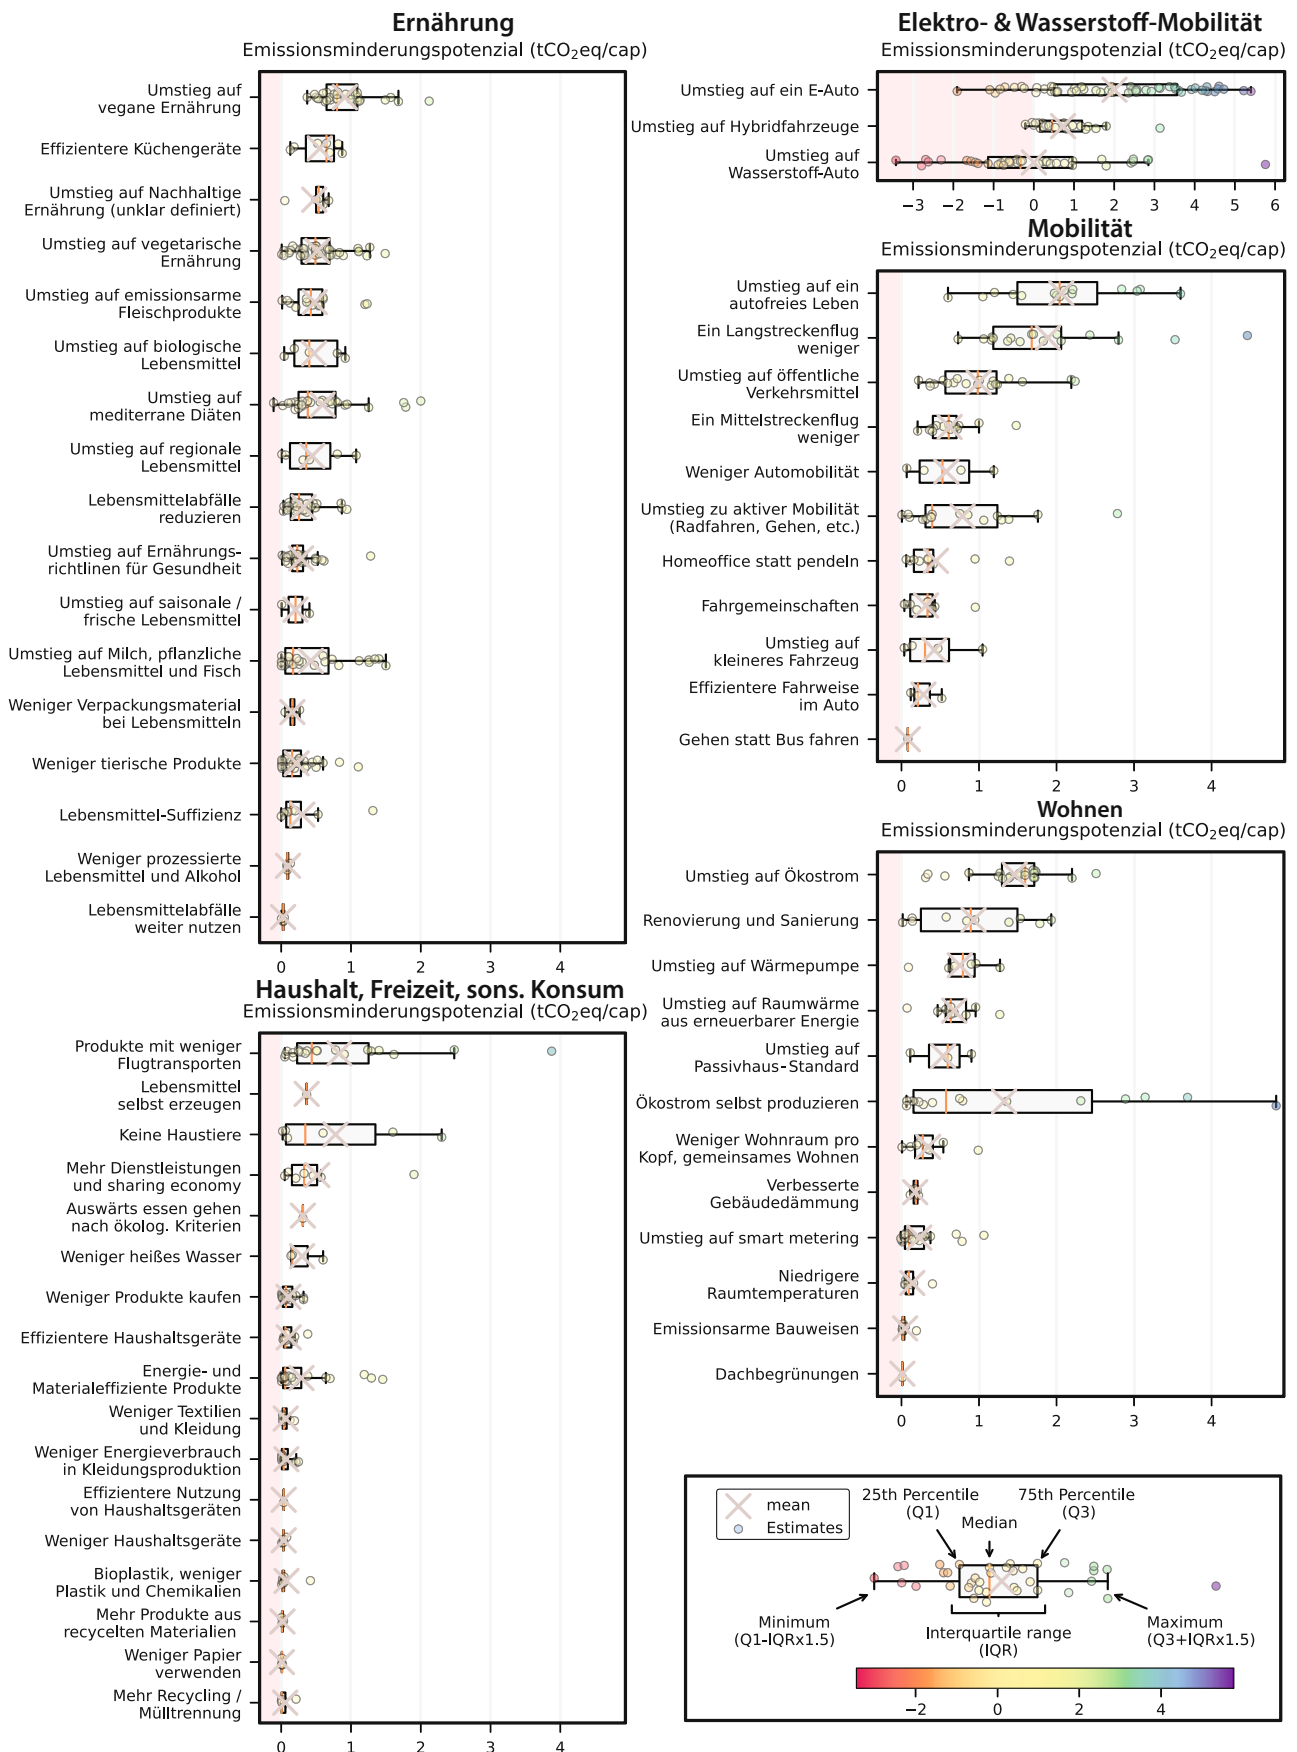 Ernährung
Emissionsminderungspotenzial (tCO₂eq/cap)
Umstieg auf
vegane Ernährung
Effizientere Küchengeräte
Umstieg auf Nachhaltige
Ernährung (unklar definiert)
Umstieg auf vegetarische
Ernährung
Umstieg auf emissionsarme
Fleischprodukte
Umstieg auf biologische
Lebensmittel
Umstieg auf
mediterrane Diäten
Umstieg auf regionale
Lebensmittel
Lebensmittelabfälle
reduzieren
Umstieg auf Ernährungs-
richtlinen für Gesundheit
Umstieg auf saisonale /
frische Lebensmittel
Umstieg auf Milch, pflanzliche
Lebensmittel und Fisch
Weniger Verpackungsmaterial
bei Lebensmitteln
Weniger tierische Produkte
Lebensmittel-Suffizienz
Weniger prozessierte
Lebensmittel und Alkohol
Lebensmittelabfälle
weiter nutzen
0 1 2 3 4
Haushalt, Freizeit, sons. Konsum
Emissionsminderungspotenzial (tCO₂eq/cap)
Produkte mit weniger
Flugtransporten
Lebensmittel
selbst erzeugen
Keine Haustiere
Mehr Dienstleistungen
und sharing economy
Auswärts essen gehen
nach ökolog. Kriterien
Weniger heißes Wasser
Weniger Produkte kaufen
Effizientere Haushaltsgeräte
Energie- und
Materialeffiziente Produkte
Weniger Textilien
und Kleidung
Weniger Energieverbrauch
in Kleidungsproduktion
Effizientere Nutzung
von Haushaltsgeräten
Weniger Haushaltsgeräte
Bioplastik, weniger
Plastik und Chemikalien
Mehr Produkte aus
recycelten Materialien
Weniger Papier
verwenden
Mehr Recycling /
Mülltrennung
0 1 2 3 4
Elektro- & Wasserstoff-Mobilität
Emissionsminderungspotenzial (tCO₂eq/cap)
Umstieg auf ein E-Auto
Umstieg auf Hybridfahrzeuge
Umstieg auf
Wasserstoff-Auto
−3 −2 −1 0 1 2 3 4 5 6
Mobilität
Emissionsminderungspotenzial (tCO₂eq/cap)
Umstieg auf ein
autofreies Leben
Ein Langstreckenflug
weniger
Umstieg auf öffentliche
Verkehrsmittel
Ein Mittelstreckenflug
weniger
Weniger Automobilität
Umstieg zu aktiver Mobilität
(Radfahren, Gehen, etc.)
Homeoffice statt pendeln
Fahrgemeinschaften
Umstieg auf
kleineres Fahrzeug
Effizientere Fahrweise
im Auto
Gehen statt Bus fahren
0 1 2 3 4
Wohnen
Emissionsminderungspotenzial (tCO₂eq/cap)
Umstieg auf Ökostrom
Renovierung und Sanierung
Umstieg auf Wärmepumpe
Umstieg auf Raumwärme
aus erneuerbarer Energie
Umstieg auf
Passivhaus-Standard
Ökostrom selbst produzieren
Weniger Wohnraum pro
Kopf, gemeinsames Wohnen
Verbesserte
Gebäudedämmung
Umstieg auf smart metering
Niedrigere
Raumtemperaturen
Emissionsarme Bauweisen
Dachbegrünungen
0 1 2 3 4
mean
Estimates
25th Percentile
(Q1)
Median
75th Percentile
(Q3)
Minimum
(Q1-IQRx1.5)
Interquartile range
(IQR)
Maximum
(Q3+IQRx1.5)
−2 0 2 4